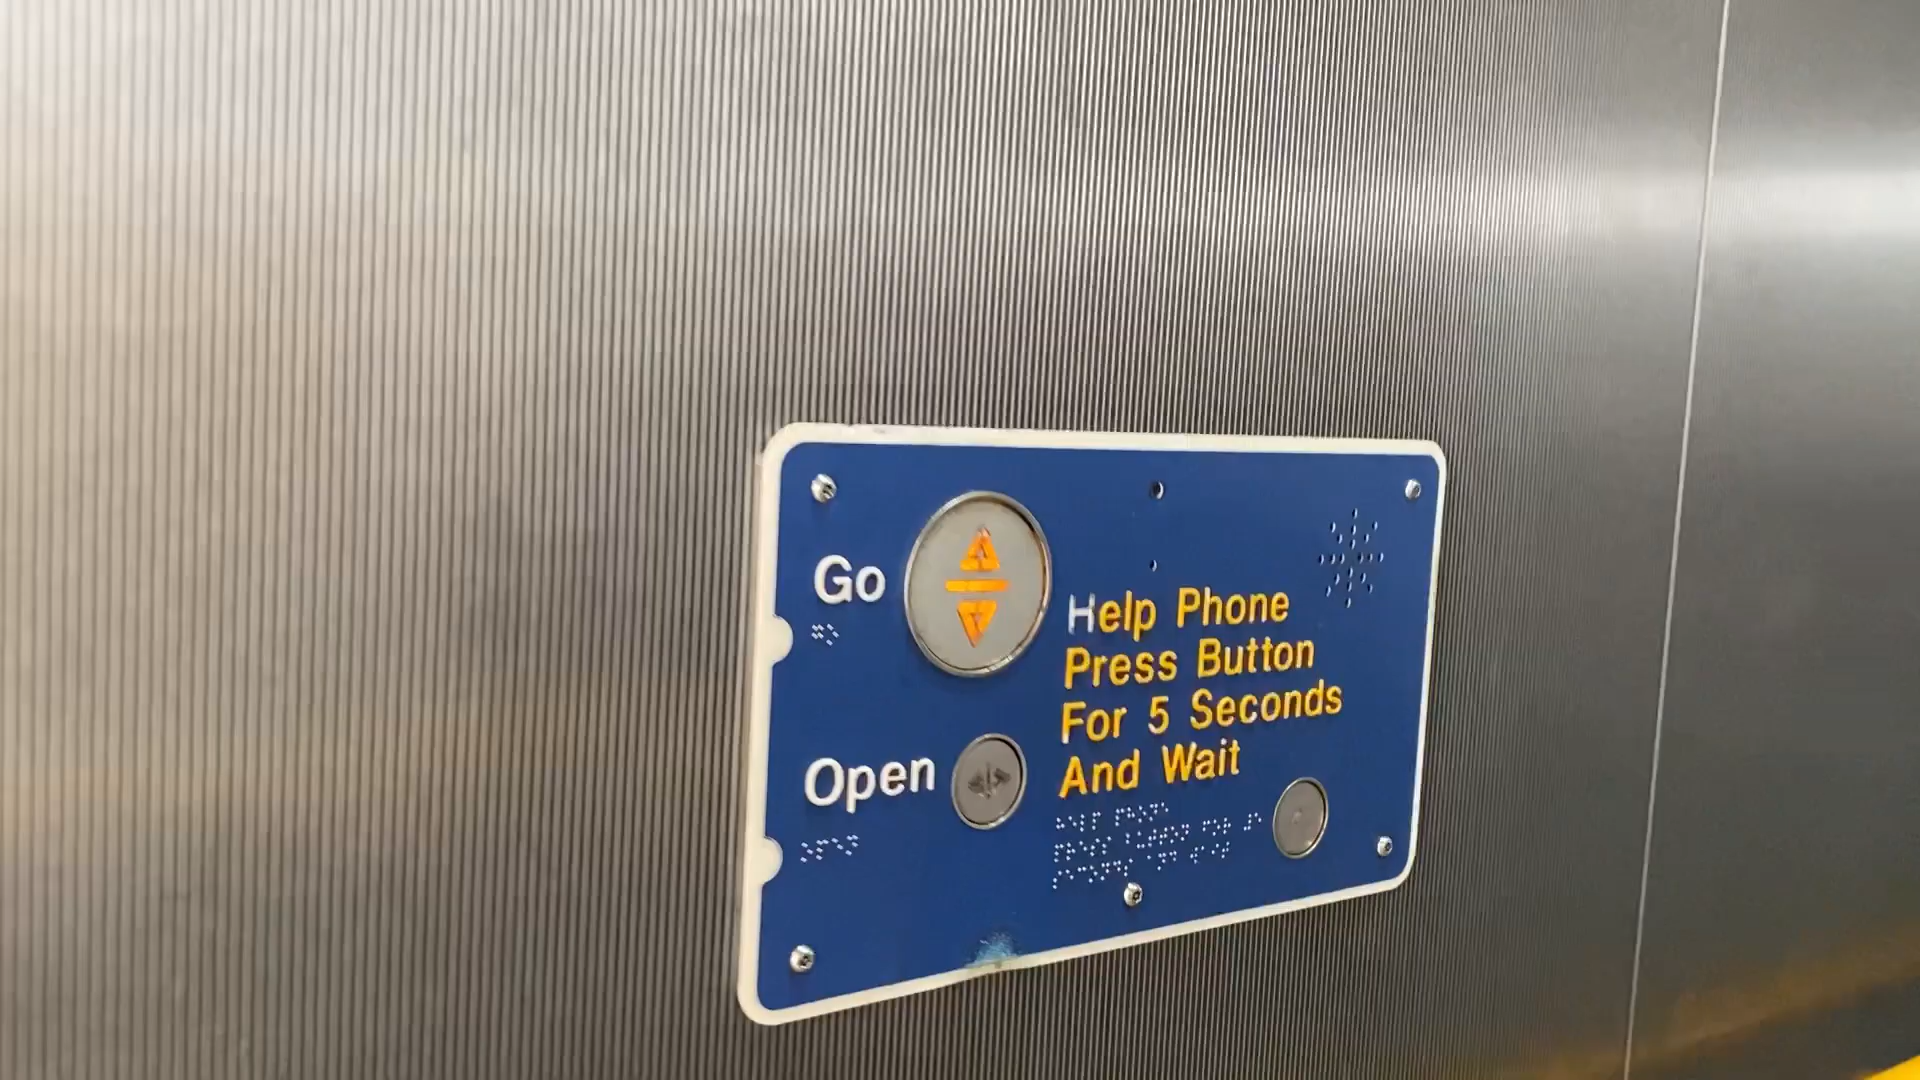 Go
Help Phone
Press Button
For 5 Seconds
And Wait
Open